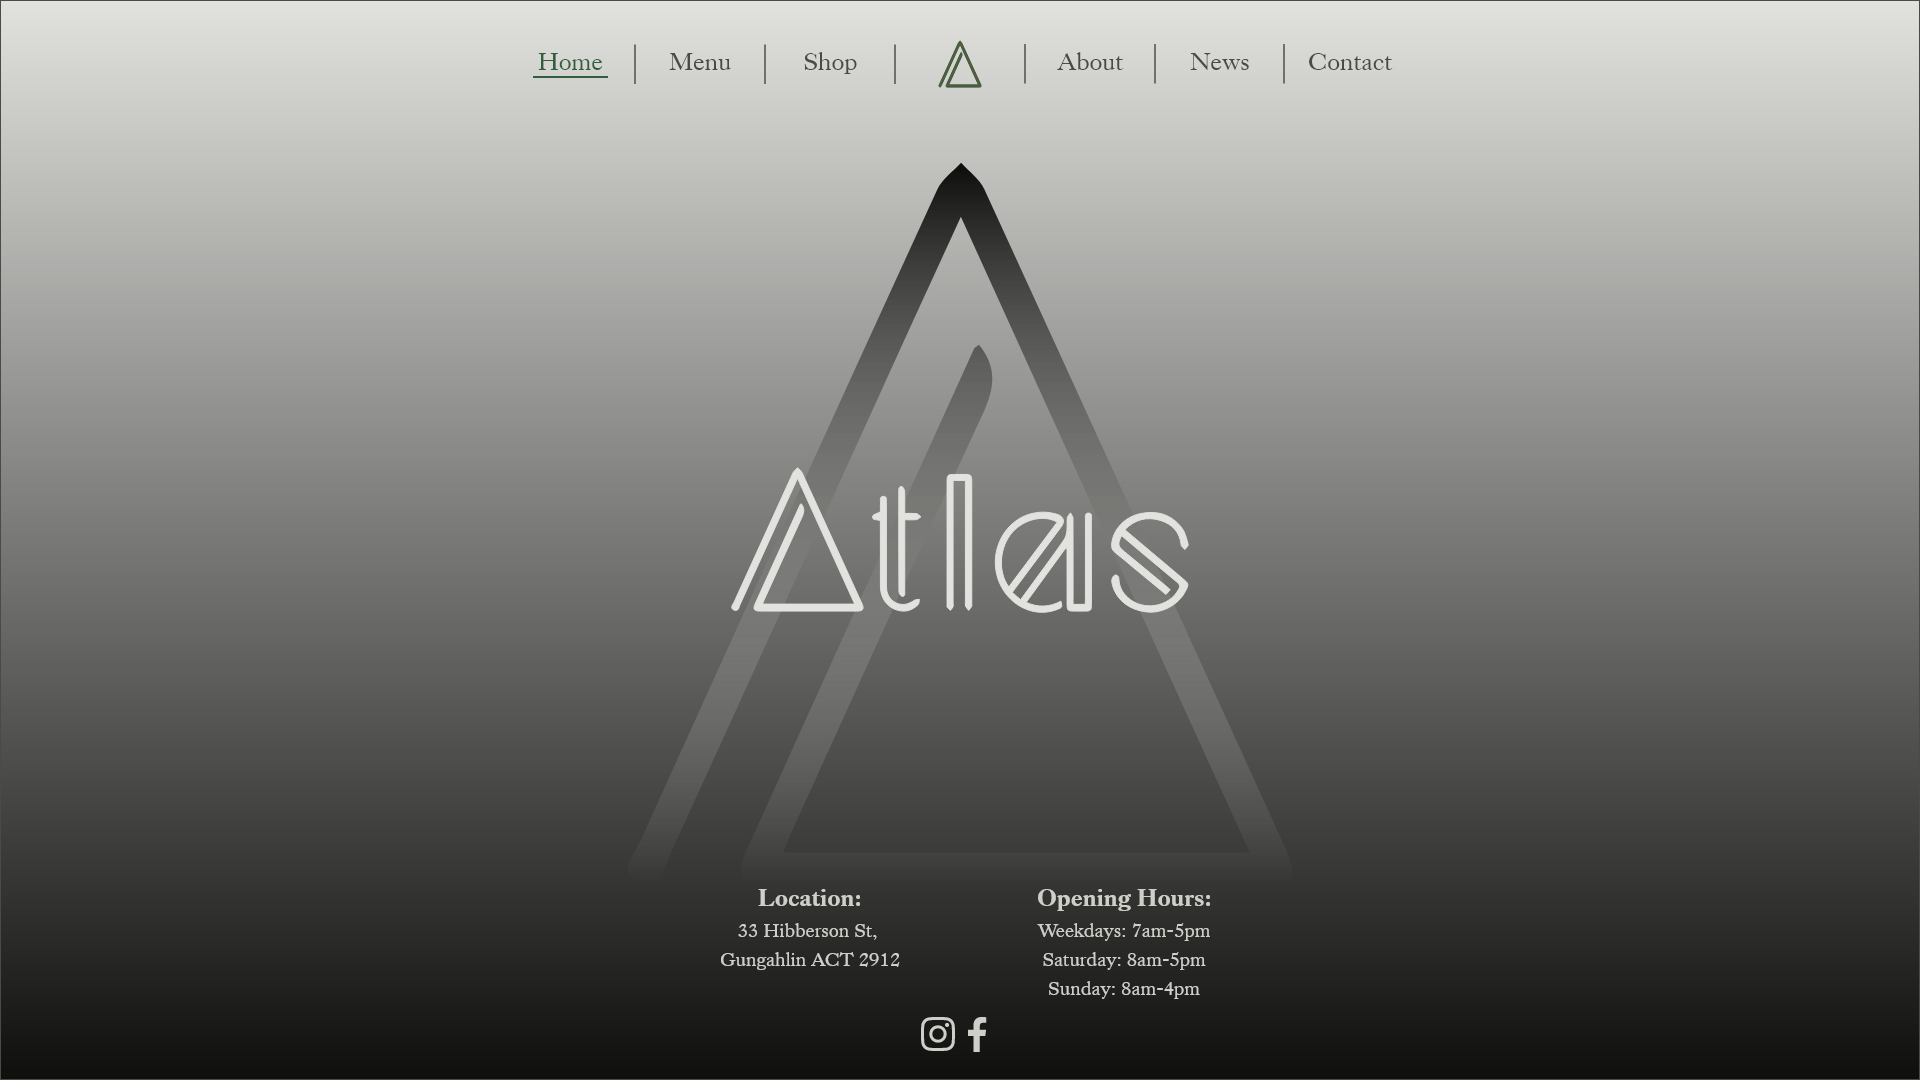 Home
Menu
Shop
About
News
Contact
Atlas
Location:
33 Hibberson St,
Gungahlin ACT 2912
Opening Hours:
Weekdays: 7am-5pm
Saturday: 8am-5pm
Sunday: 8am-4pm